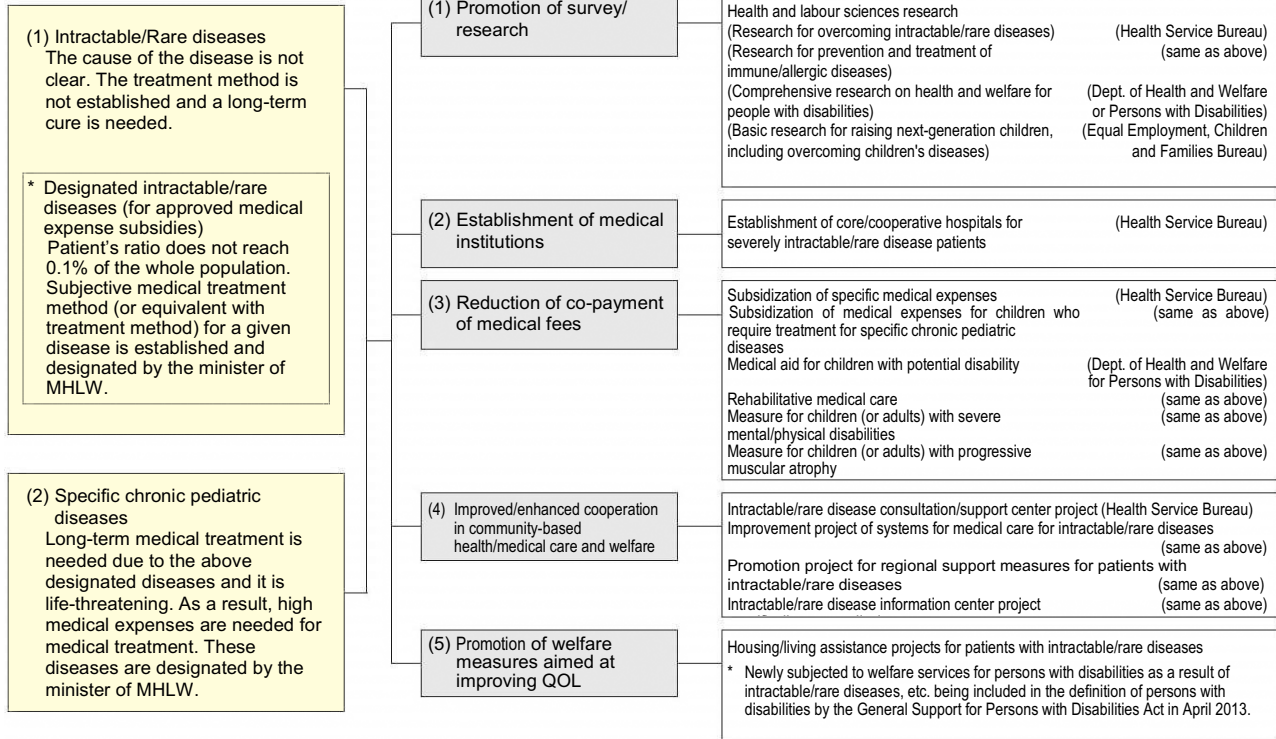 (1) Intractable/Rare diseases
The cause of the disease is not
clear. The treatment method is
not established and a long-term
cure is needed.
* Designated intractable/rare
diseases (for approved medical
expense subsidies)
Patient's ratio does not reach
0.1% of the whole population.
Subjective medical treatment
method (or equivalent with
treatment method) for a given
disease is established and
designated by the minister of
MHLW.
(2) Specific chronic pediatric
diseases
Long-term medical treatment is
needed due to the above
designated diseases and it is
life-threatening. As a result, high
medical expenses are needed for
medical treatment. These
diseases are designated by the
minister of MHLW.
(1) Promotion of survey/
research
Health and labour sciences research
(Research for overcoming intractable/rare diseases) (Health Service Bureau)
(Research for prevention and treatment of (same as above)
immune/allergic diseases)
(Comprehensive research on health and welfare for (Dept. of Health and Welfare
people with disabilities) or Persons with Disabilities)
(Basic research for raising next-generation children, (Equal Employment, Children
including overcoming children's diseases) and Families Bureau)
(2) Establishment of medical
institutions
Establishment of core/cooperative hospitals for (Health Service Bureau)
severely intractable/rare disease patients
(3) Reduction of co-payment
of medical fees
Subsidization of specific medical expenses (Health Service Bureau)
Subsidization of medical expenses for children who (same as above)
require treatment for specific chronic pediatric
diseases
Medical aid for children with potential disability (Dept. of Health and Welfare
for Persons with Disabilities)
Rehabilitative medical care (same as above)
Measure for children (or adults) with severe (same as above)
mental/physical disabilities
Measure for children (or adults) with progressive (same as above)
muscular atrophy
(4) Improved/enhanced cooperation
in community-based
health/medical care and welfare
Intractable/rare disease consultation/support center project (Health Service Bureau)
Improvement project of systems for medical care for intractable/rare diseases
(same as above)
Promotion project for regional support measures for patients with
intractable/rare diseases (same as above)
Intractable/rare disease information center project (same as above)
(5) Promotion of welfare
measures aimed at
improving QOL
Housing/living assistance projects for patients with intractable/rare diseases
* Newly subjected to welfare services for persons with disabilities as a result of
intractable/rare diseases, etc. being included in the definition of persons with
disabilities by the General Support for Persons with Disabilities Act in April 2013.